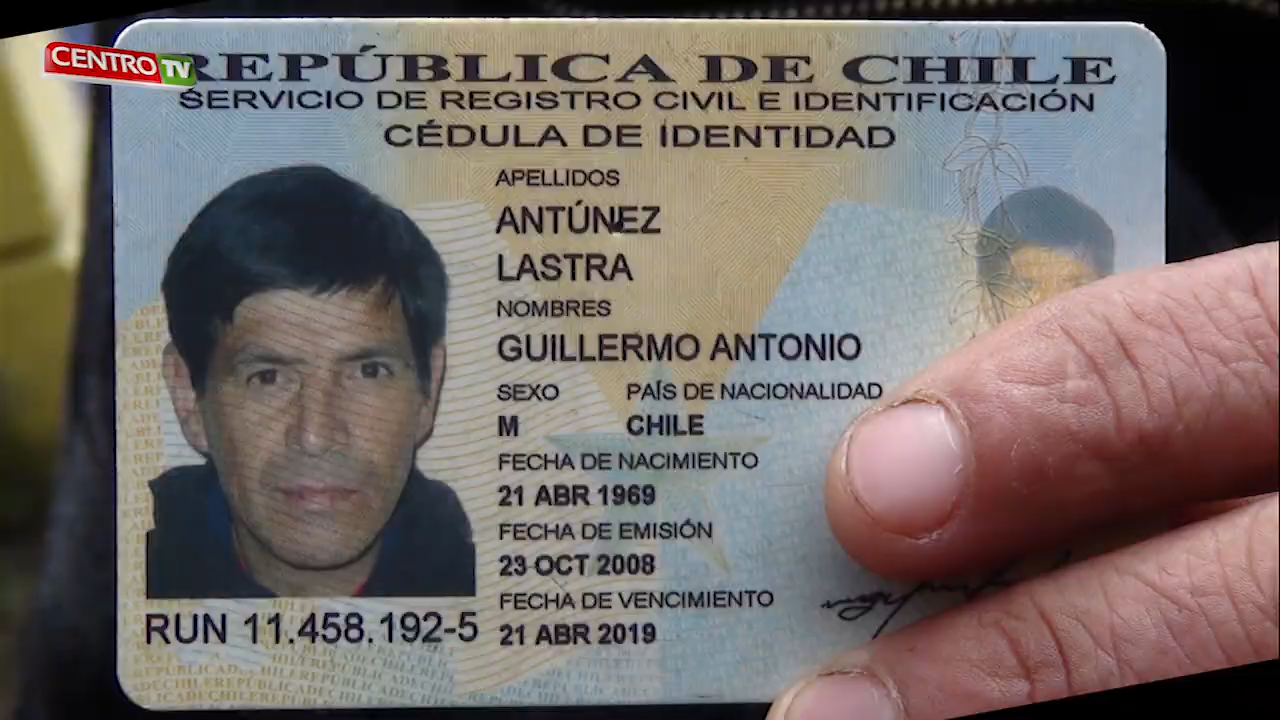 CENTRO TV
REPÚBLICA DE CHILE
SERVICIO DE REGISTRO CIVIL E IDENTIFICACIÓN
CÉDULA DE IDENTIDAD
APELLIDOS
ANTÚNEZ
LASTRA
NOMBRES
GUILLERMO ANTONIO
SEXO PAÍS DE NACIONALIDAD
M CHILE
FECHA DE NACIMIENTO
21 ABR 1969
FECHA DE EMISIÓN
23 OCT 2008
FECHA DE VENCIMIENTO
21 ABR 2019
RUN 11.458.192-5